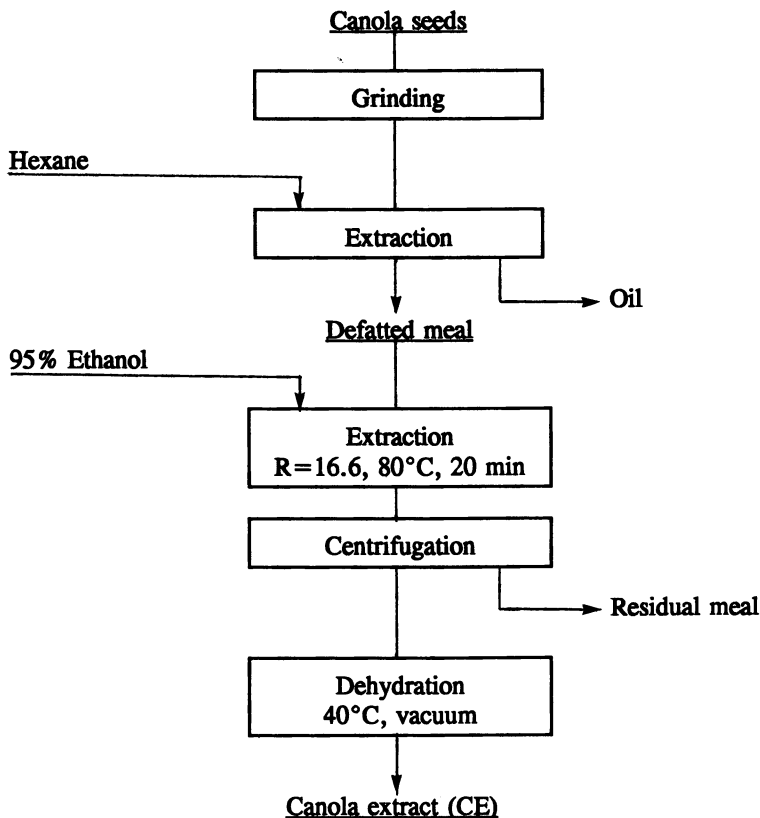 Canola seeds
Grinding
Hexane
Extraction
Oil
Defatted meal
95% Ethanol
Extraction
R=16.6, 80°C, 20 min
Centrifugation
Residual meal
Dehydration
40°C, vacuum
Canola extract (CE)